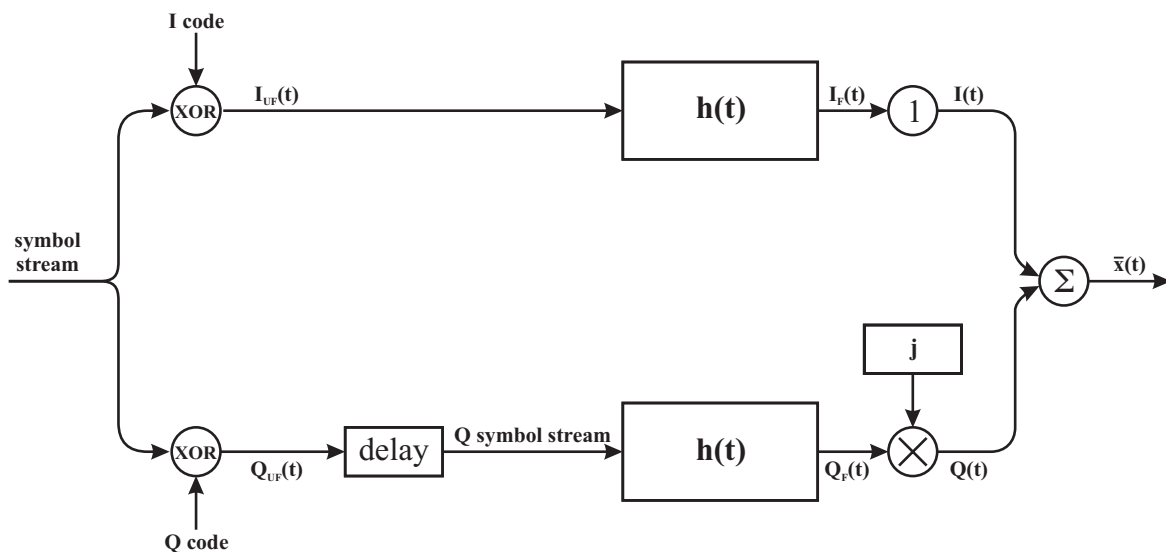 I code
XOR
I_UF(t)
h(t)
I_F(t)
1
I(t)
symbol
stream
Σ
x̄(t)
j
XOR
Q_UF(t)
delay
Q symbol stream
h(t)
Q_F(t)
Q(t)
Q code